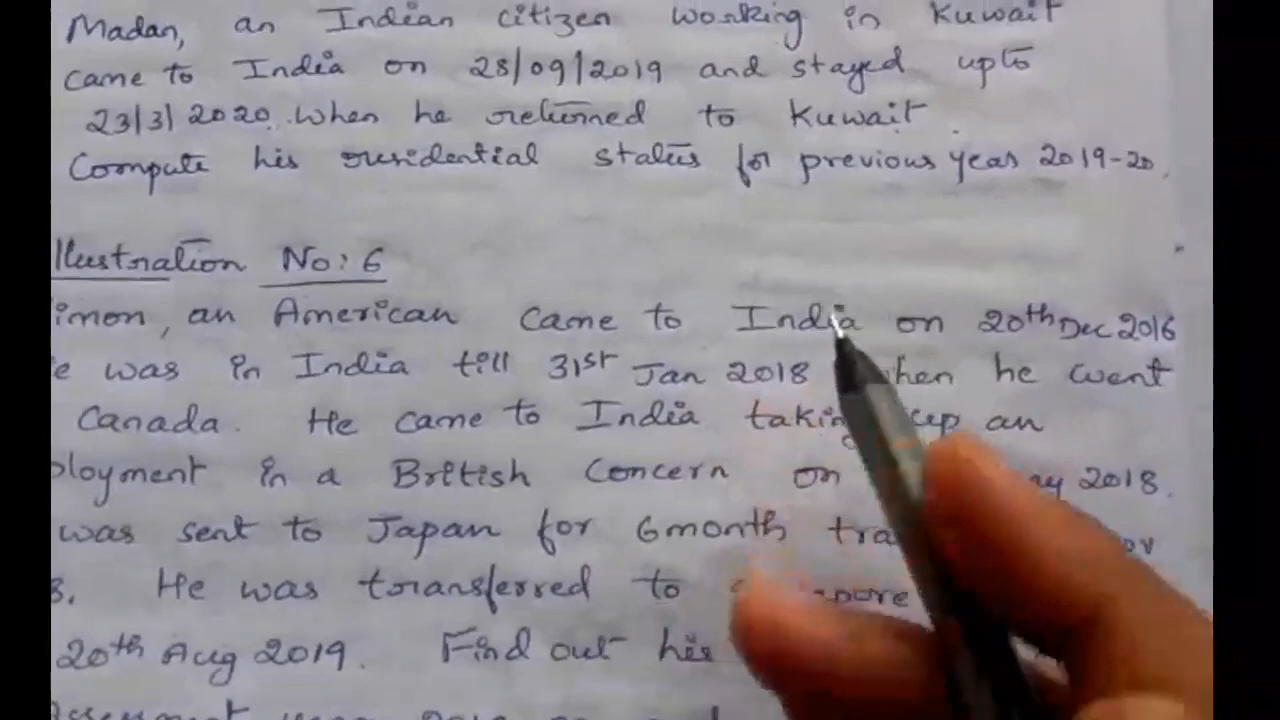 Madan, an Indian citizen working in Kuwait
came to India on 28/09/2019 and stayed upto
23/3/2020. When he returned to Kuwait.
Compute his residential status for previous year 2019-20.
llustration No: 6
imon, an American came to India on 20th Dec 2016
e was in India till 31st Jan 2018 when he went
Canada. He came to India taking up an
ployment in a British Concern on 2018.
was sent to Japan for 6month
He was transferred to
20th Aug 2019. Find out his